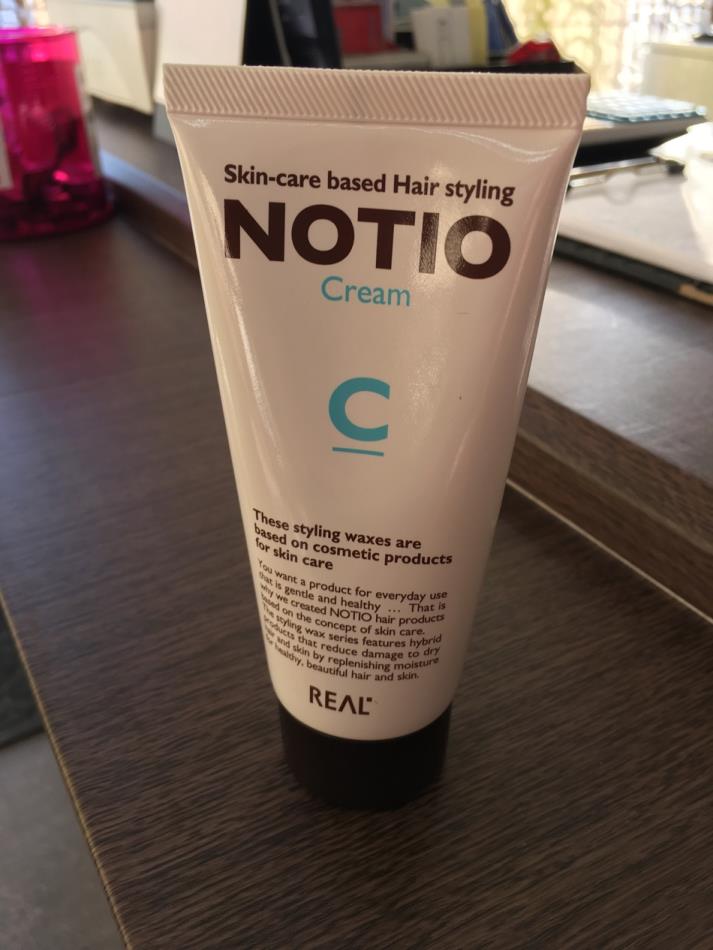 Skin-care based Hair styling
NOTIO
Cream
C
These styling waxes are
based on cosmetic products
for skin care
You want a product for everyday use
that is gentle and healthy ... That is
why we created NOTIO hair products
based on the concept of skin care.
The styling wax series features hybrid
products that reduce damage to dry
hair and skin by replenishing moisture
for healthy, beautiful hair and skin.
REAL